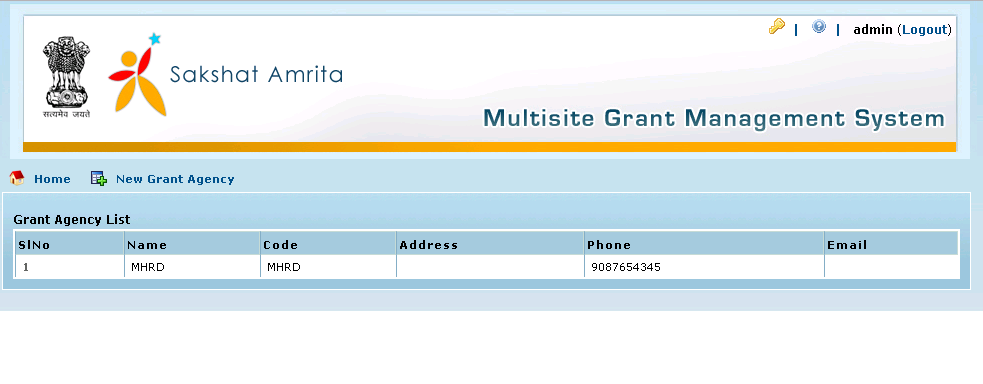 | | admin (Logout)
Sakshat Amrita
सत्यमेव जयते
Multisite Grant Management System
Home New Grant Agency
Grant Agency List
SlNo Name Code Address Phone Email
1 MHRD MHRD 9087654345